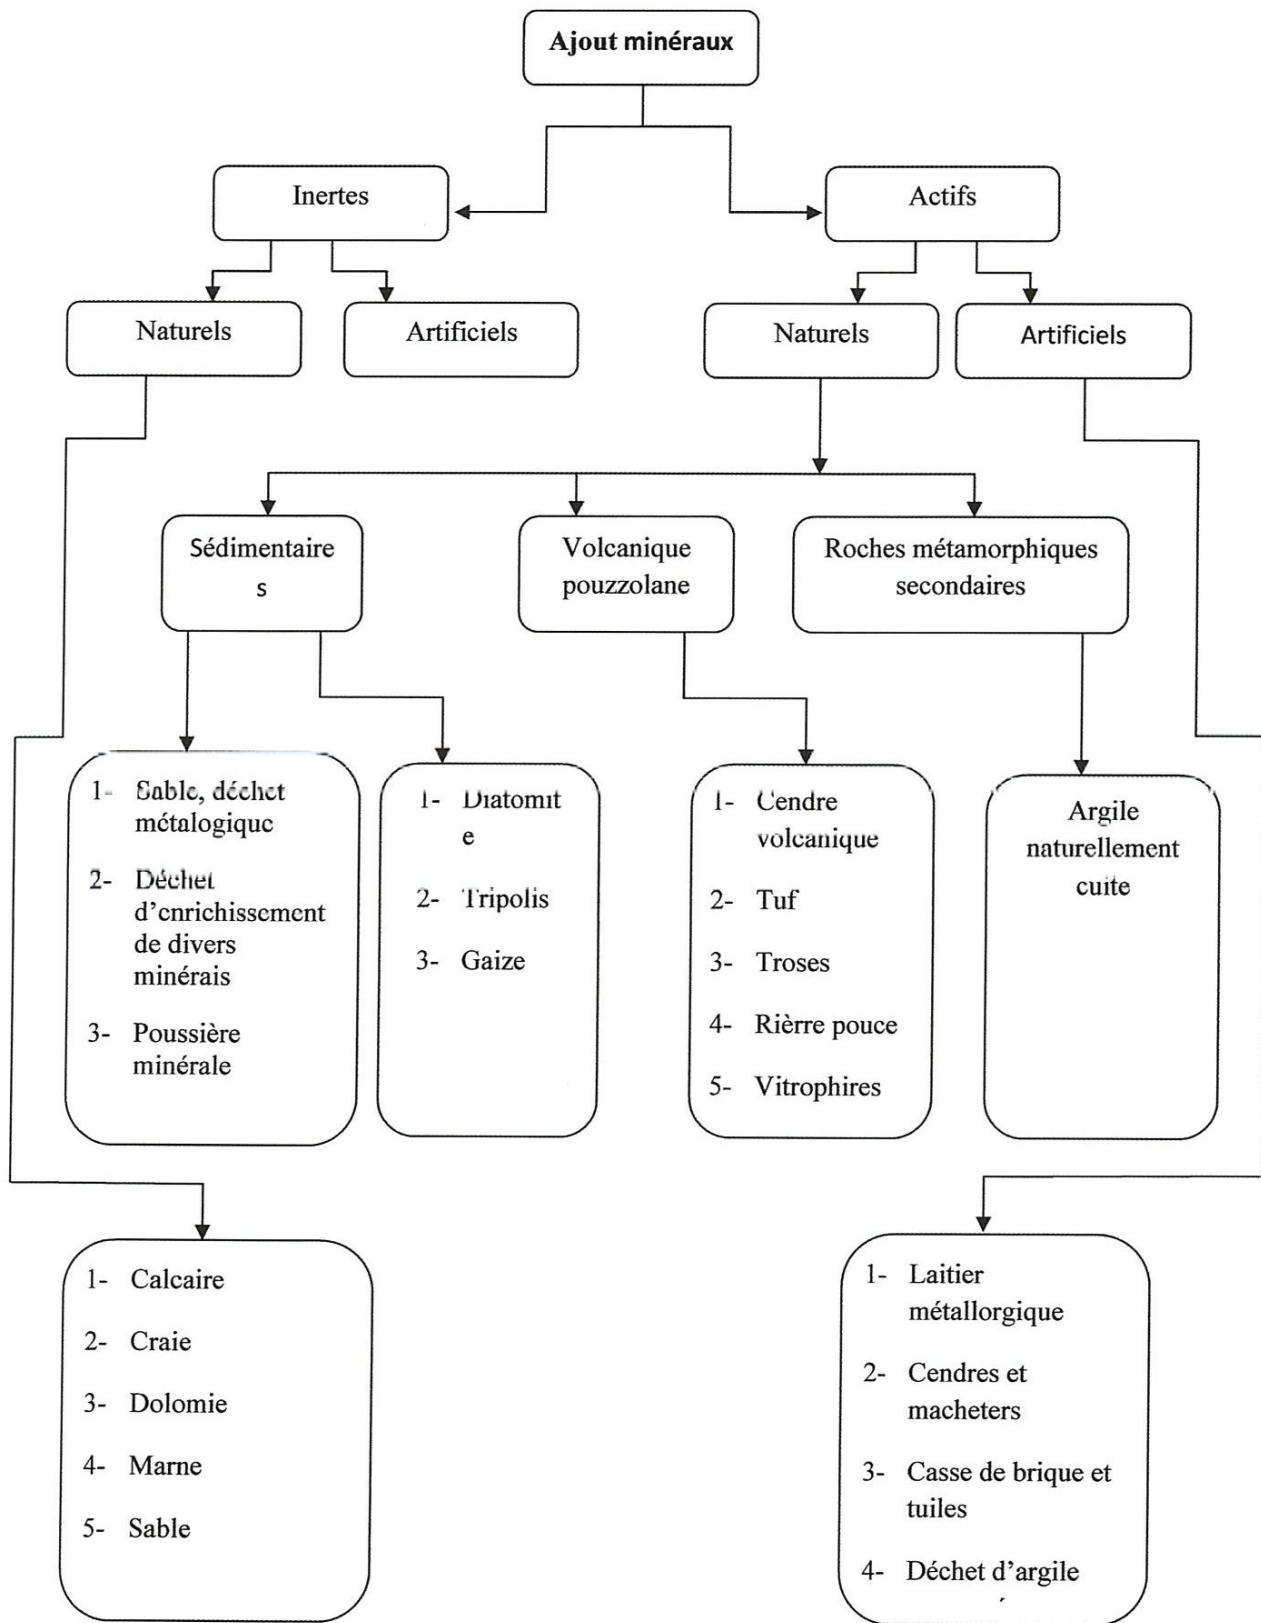 Ajout minéraux
Inertes
Actifs
Naturels
Artificiels
Naturels
Artificiels
Sédimentaire
s
Volcanique
pouzzolane
Roches métamorphiques
secondaires
1- Sable, déchet
métalogique
2- Déchet
d'enrichissement
de divers
minérais
3- Poussière
minérale
1- Diatomit
e
2- Tripolis
3- Gaize
1- Cendre
volcanique
2- Tuf
3- Troses
4- Rièrre pouce
5- Vitrophires
Argile
naturellement
cuite
1- Calcaire
2- Craie
3- Dolomie
4- Marne
5- Sable
1- Laitier
métallorgique
2- Cendres et
macheters
3- Casse de brique et
tuiles
4- Déchet d'argile